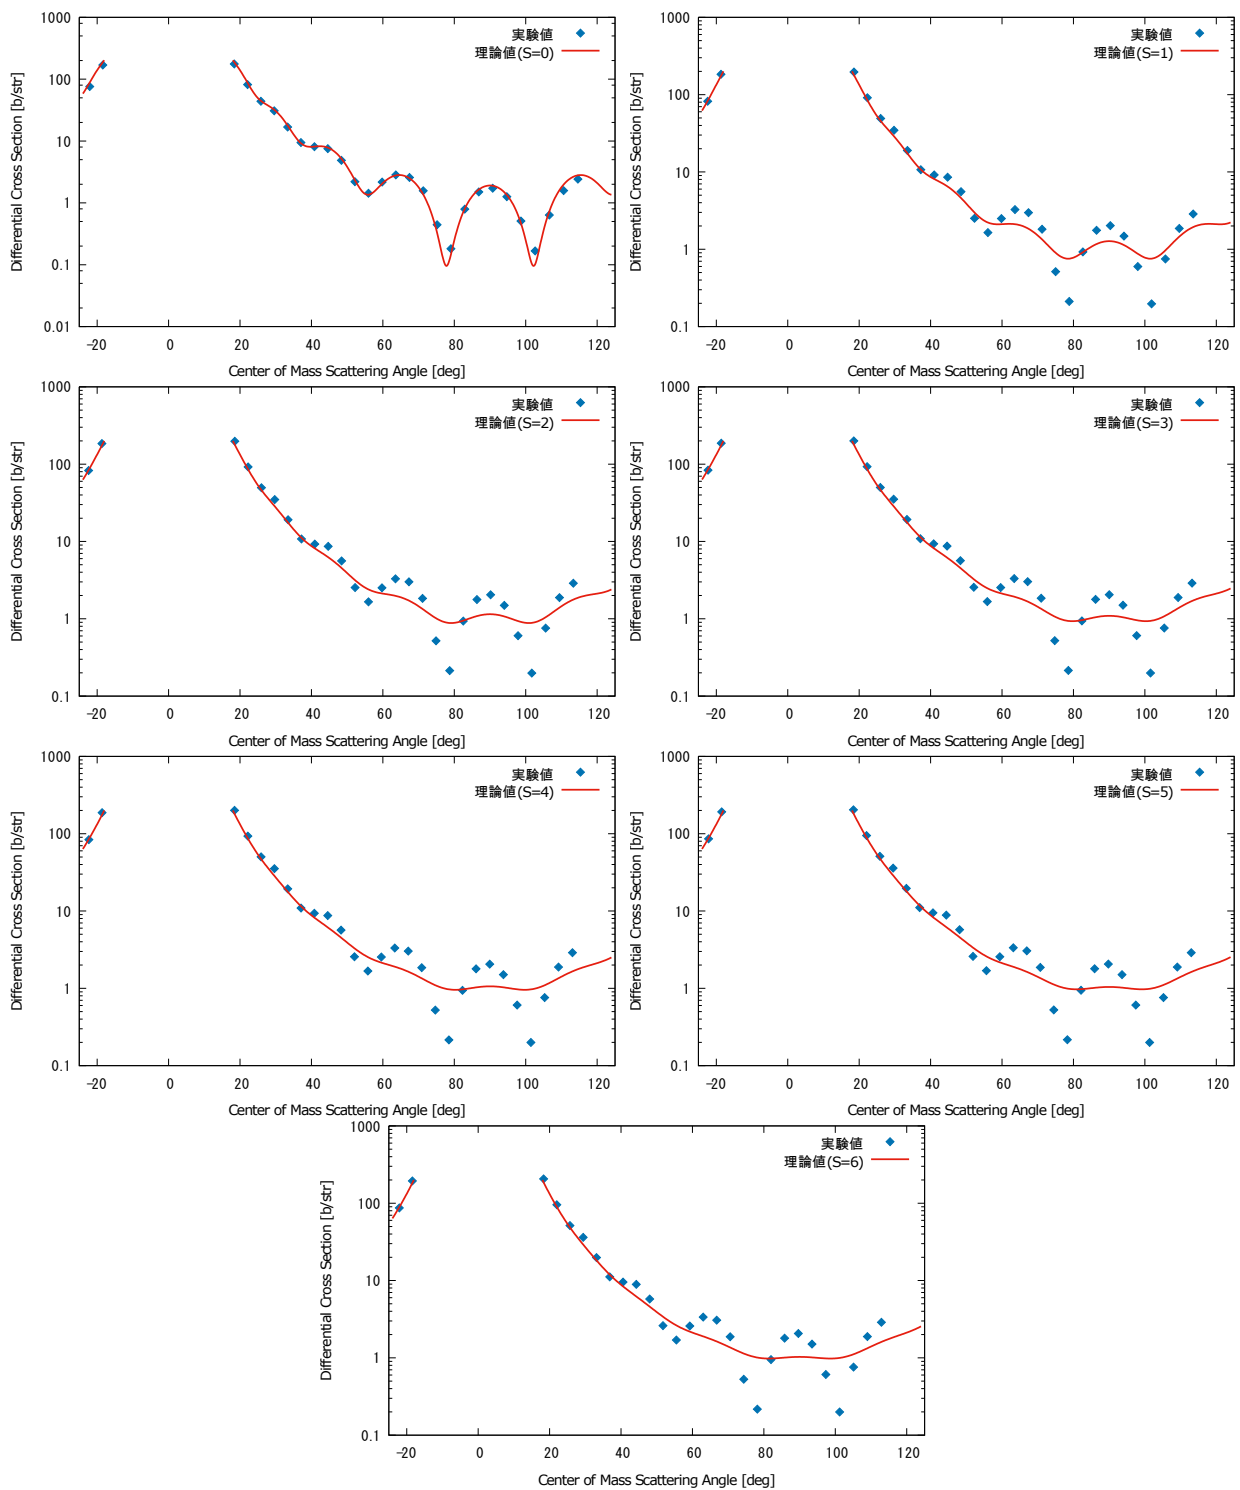 1000
100
10
1
0.1
0.01
Differential Cross Section [b/str]
実験値
理論値(S=0)
-20 0 20 40 60 80 100 120
Center of Mass Scattering Angle [deg]
1000
100
10
1
0.1
Differential Cross Section [b/str]
実験値
理論値(S=1)
-20 0 20 40 60 80 100 120
Center of Mass Scattering Angle [deg]
1000
100
10
1
0.1
Differential Cross Section [b/str]
実験値
理論値(S=2)
-20 0 20 40 60 80 100 120
Center of Mass Scattering Angle [deg]
1000
100
10
1
0.1
Differential Cross Section [b/str]
実験値
理論値(S=3)
-20 0 20 40 60 80 100 120
Center of Mass Scattering Angle [deg]
1000
100
10
1
0.1
Differential Cross Section [b/str]
実験値
理論値(S=4)
-20 0 20 40 60 80 100 120
Center of Mass Scattering Angle [deg]
1000
100
10
1
0.1
Differential Cross Section [b/str]
実験値
理論値(S=5)
-20 0 20 40 60 80 100 120
Center of Mass Scattering Angle [deg]
1000
100
10
1
0.1
Differential Cross Section [b/str]
実験値
理論値(S=6)
-20 0 20 40 60 80 100 120
Center of Mass Scattering Angle [deg]